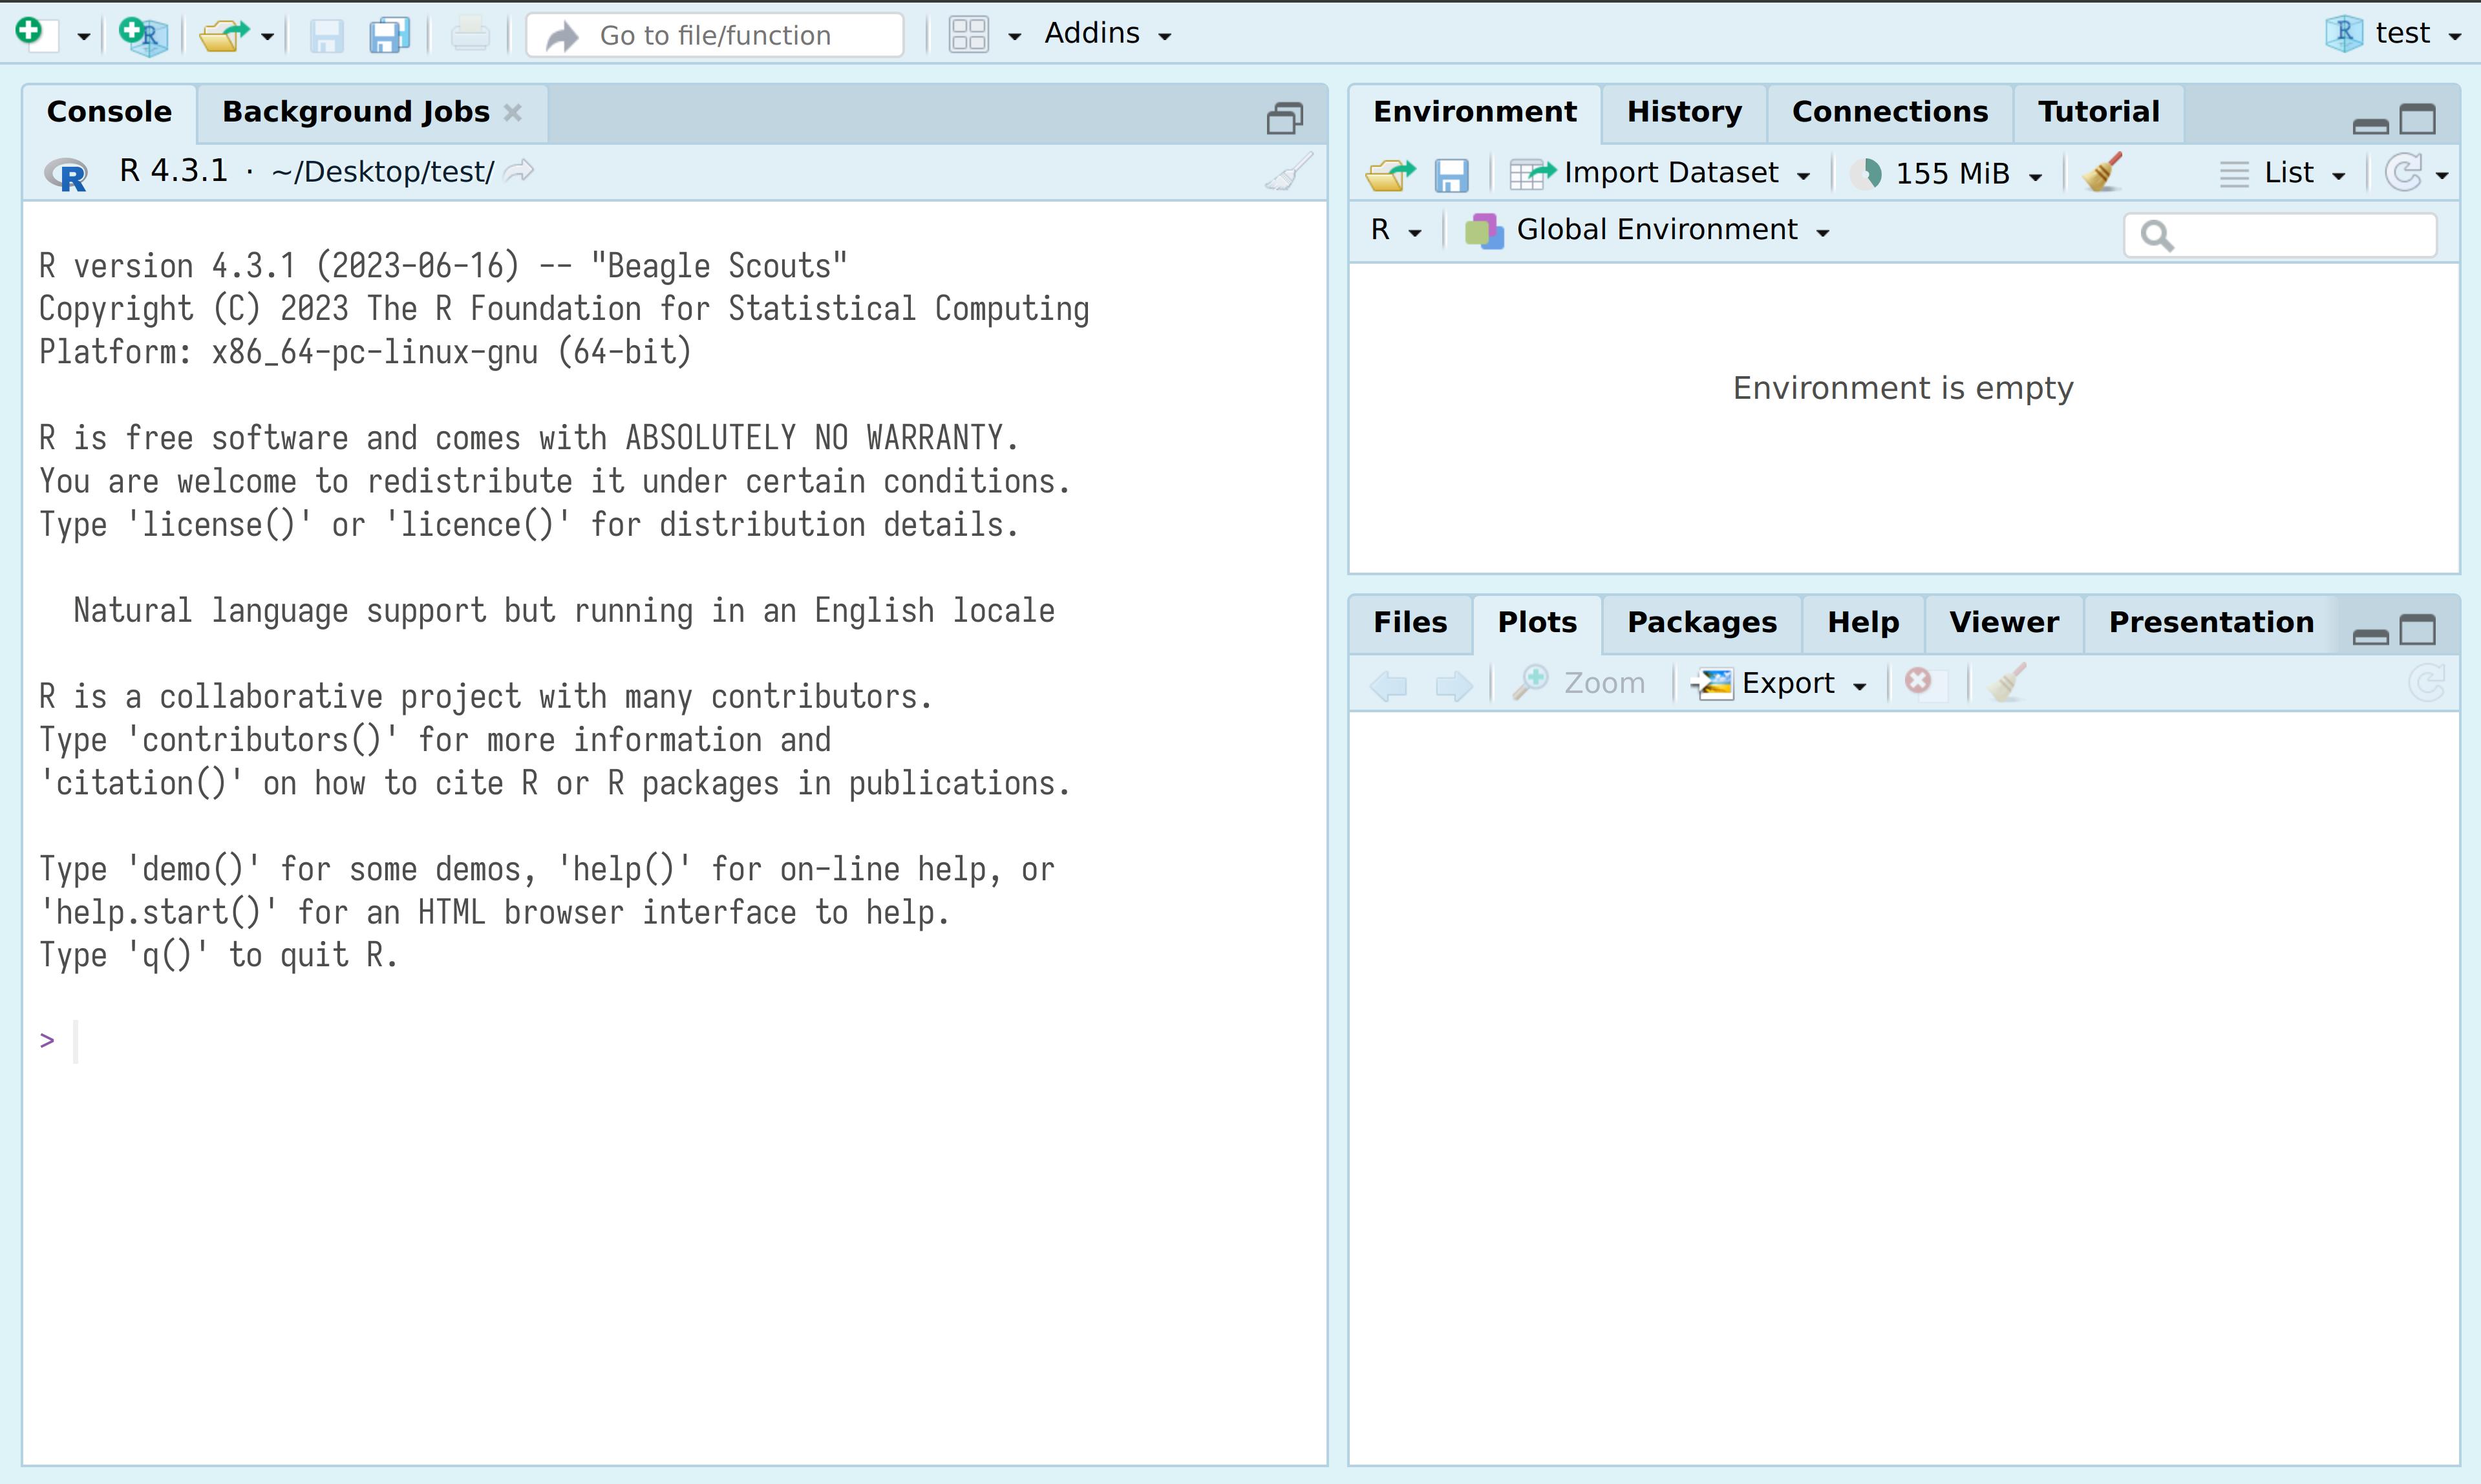 Go to file/function
Addins
test
Console
Background Jobs
R 4.3.1 · ~/Desktop/test/
R version 4.3.1 (2023-06-16) -- "Beagle Scouts"
Copyright (C) 2023 The R Foundation for Statistical Computing
Platform: x86_64-pc-linux-gnu (64-bit)
R is free software and comes with ABSOLUTELY NO WARRANTY.
You are welcome to redistribute it under certain conditions.
Type 'license()' or 'licence()' for distribution details.
Natural language support but running in an English locale
R is a collaborative project with many contributors.
Type 'contributors()' for more information and
'citation()' on how to cite R or R packages in publications.
Type 'demo()' for some demos, 'help()' for on-line help, or
'help.start()' for an HTML browser interface to help.
Type 'q()' to quit R.
>
Environment
History
Connections
Tutorial
Import Dataset
155 MiB
List
R
Global Environment
Environment is empty
Files
Plots
Packages
Help
Viewer
Presentation
Zoom
Export